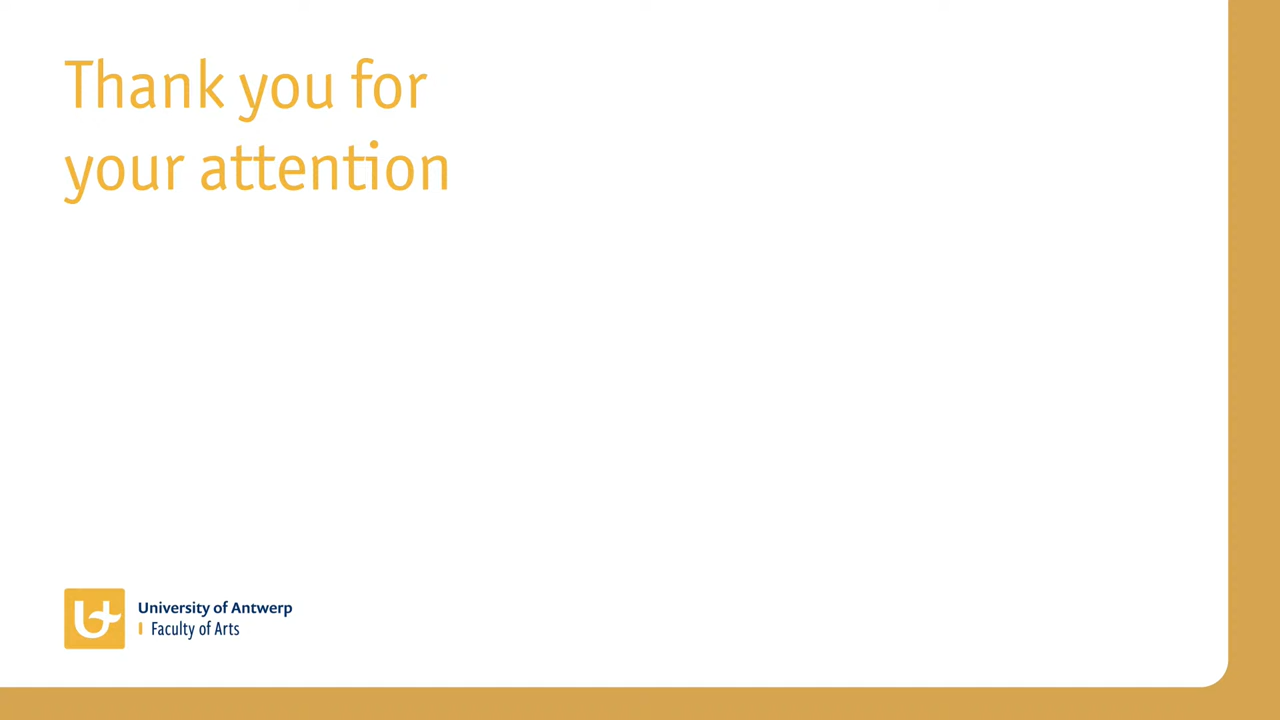 Thank you for
your attention
University of Antwerp
Faculty of Arts